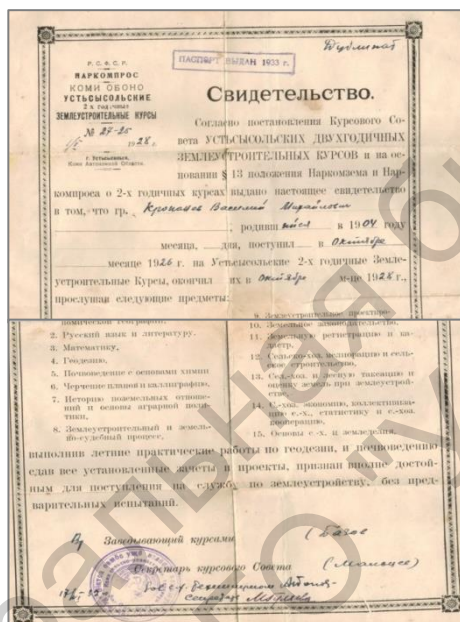 Дубликат
ПАСПОРТ ВЫДАН 1935 г.
Р. С. Ф. С. Р.
НАРКОМПРОС
КОМИ ОБОНО
УСТЬСЫСОЛЬСКИЕ
2-х годичные
ЗЕМЛЕУСТРОИТЕЛЬНЫЕ КУРСЫ
№ 27-25
1928 г.
г. Устьсысольск,
Коми Автономной Области.
Свидетельство.
Согласно постановления Курсового Со-
вета УСТЬСЫСОЛЬСКИХ ДВУХГОДИЧНЫХ
ЗЕМЛЕУСТРОИТЕЛЬНЫХ КУРСОВ и на ос-
новании § 13 положения Наркомзема и Нар-
компроса о 2-х годичных курсах выдано настоящее свидетельство
в том, что гр. Кропачев Василий Михайлович
родивш ийся в 1904 году
месяца, дня, поступил в Октябре
месяце 1926 г. на Устьсысольские 2-х годичные Земле-
устроительные Курсы, окончил их в Октябре м-це 1928 г.,
прослушав следующие предметы:
2. Русский язык и литературу.
3. Математику,
4. Геодезию,
5. Почвоведение с основами химии
6. Черчение планов и каллиграфию,
7. Историю поземельных отноше-
ний и основы аграрной поли-
тики,
8. Землеустроительный и земель-
но-судебный процесс,
9. Землеустроительное проектиро-
10. Земельное законодательство,
11. Земельную регистрацию и ка-
дастр,
12. Сельско-хоз. мелиорацию и сель-
ское строительство,
13. Сел.-хоз. и лесную таксацию и
оценку земель при землеустрой-
стве,
14. С.-хоз. экономию, коллективиза-
цию с.-х., статистику и с.-хоз.
кооперацию,
15. Основы с.-х. и земледелия.
выполнив летние практические работы по геодезии, и почвоведению
сдав все установленные зачеты и проекты, признан вполне достой-
ным для поступления на службу по землеустройству, без пред-
варительных испытаний.
Заведывающий курсами
Секретарь курсового Совета